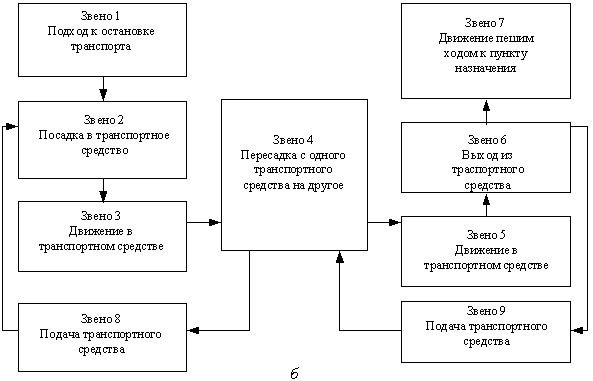 Звено 1
Подход к остановке
транспорта
Звено 2
Посадка в транспортное
средство
Звено 3
Движение в
транспортном средстве
Звено 8
Подача транспортного
средства
Звено 4
Пересадка с одного
транспортного
средства на другое
Звено 7
Движение пешим
ходом к пункту
назначения
Звено 6
Выход из
траспортного
средства
Звено 5
Движение в
транспортном средстве
Звено 9
Подача транспортного
средства
б